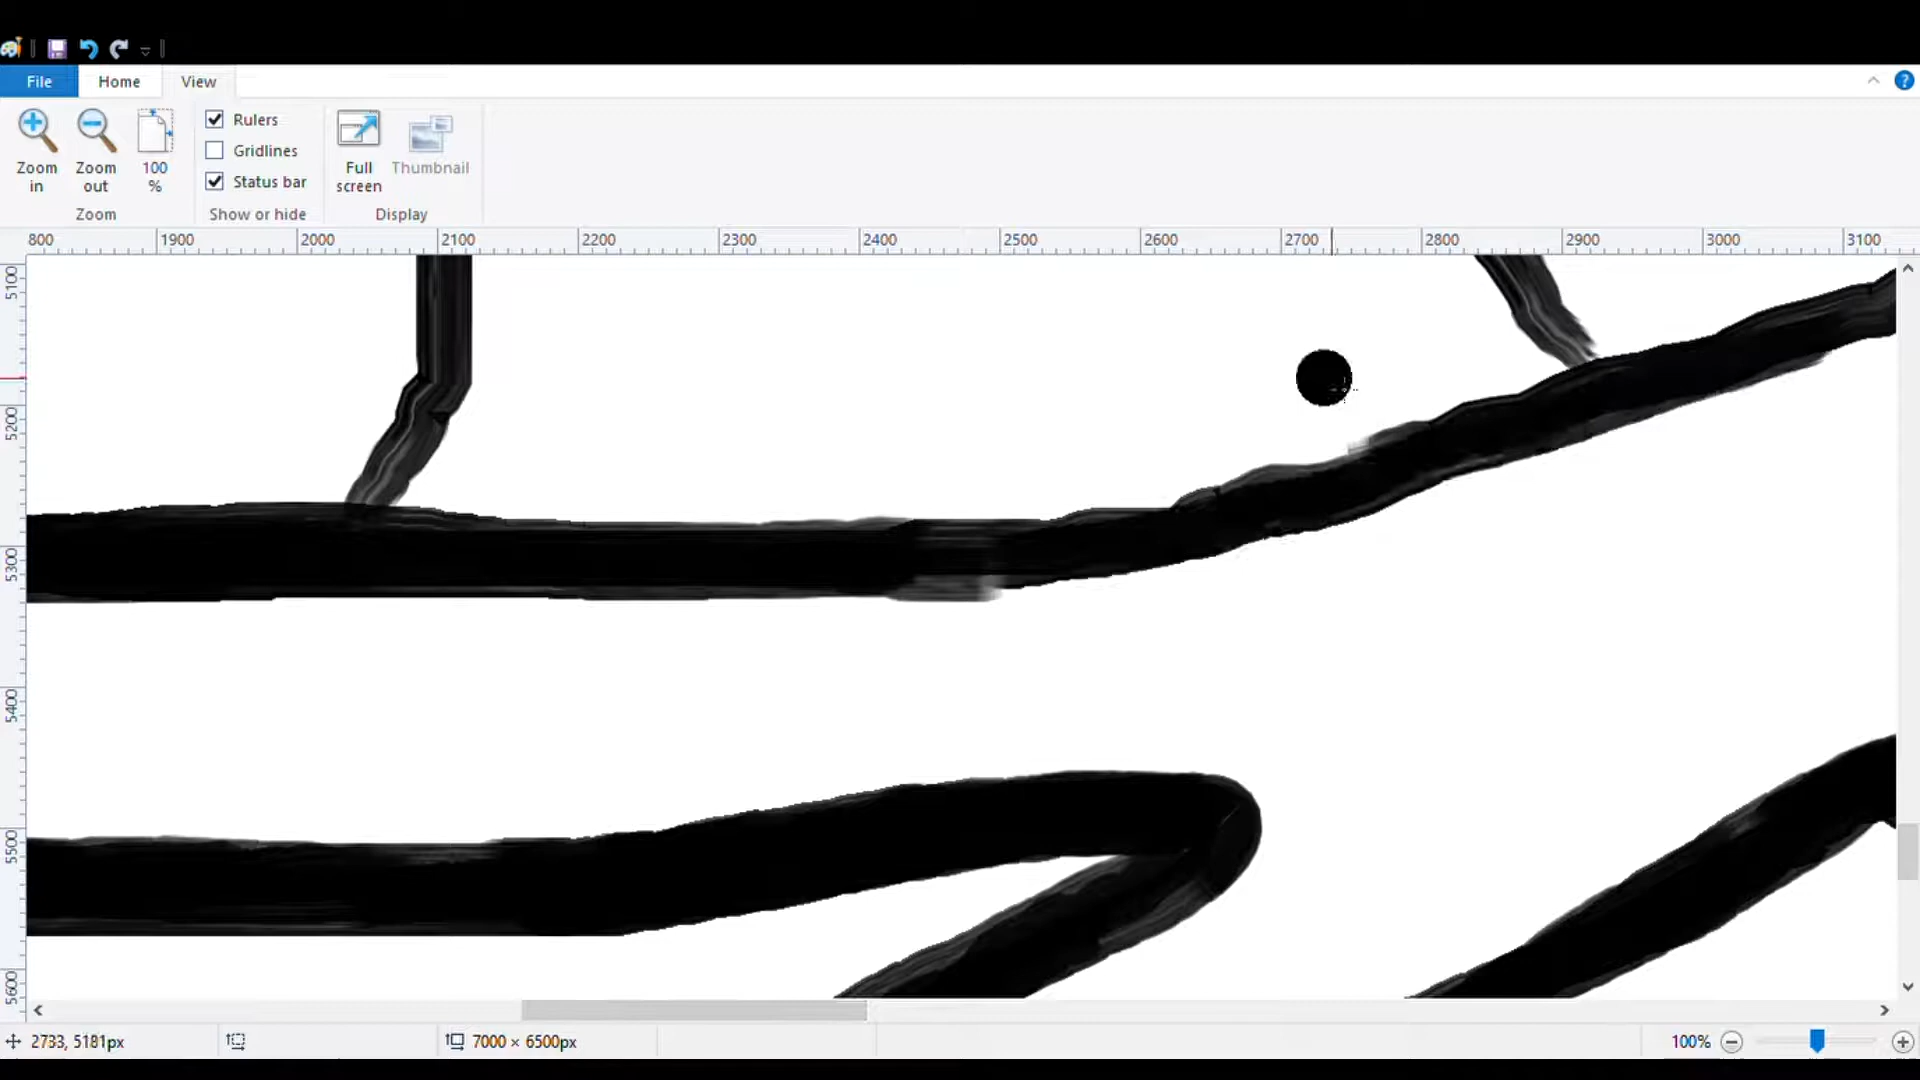 File Home View
Zoom in
Zoom out
100 %
Zoom
Rulers
Gridlines
Status bar
Show or hide
Full screen
Thumbnail
Display
800 1900 2000 2100 2200 2300 2400 2500 2600 2700 2800 2900 3000 3100
5100
5200
5300
5400
5500
5600
2733, 5181px
7000 × 6500px
100%